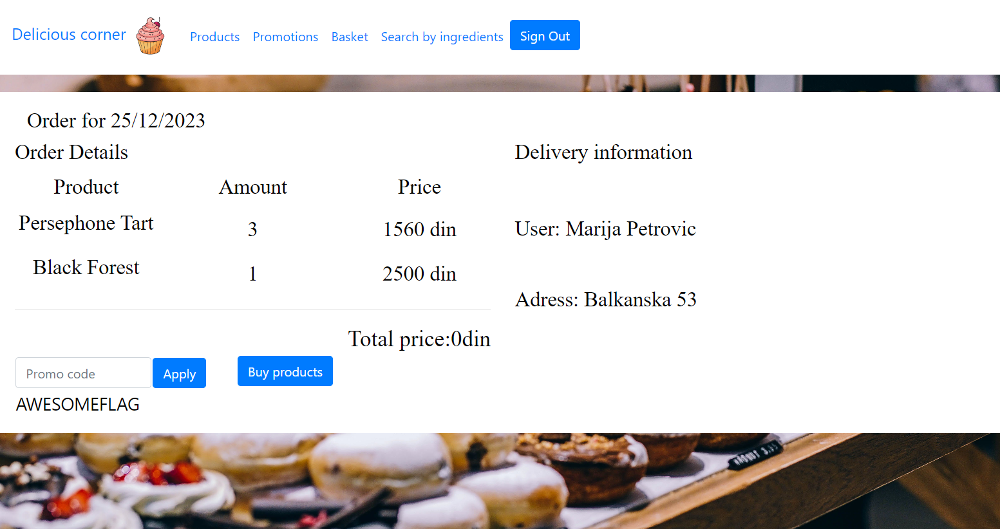 Delicious corner
Products Promotions Basket Search by ingredients Sign Out
Order for 25/12/2023
Order Details
Product Amount Price
Persephone Tart 3 1560 din
Black Forest 1 2500 din
Total price:0din
Promo code Apply Buy products
AWESOMEFLAG
Delivery information
User: Marija Petrovic
Adress: Balkanska 53